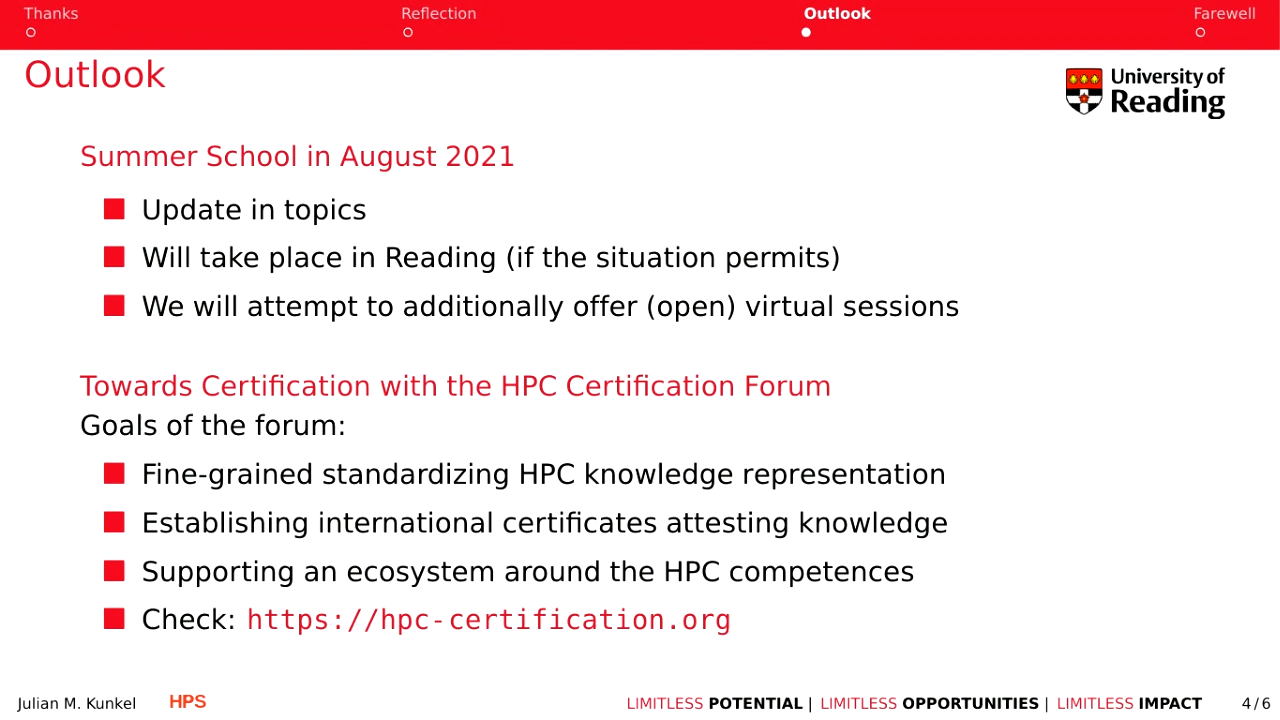 Thanks Reflection Outlook Farewell
Outlook
University of
Reading
Summer School in August 2021
Update in topics
Will take place in Reading (if the situation permits)
We will attempt to additionally offer (open) virtual sessions
Towards Certification with the HPC Certification Forum
Goals of the forum:
Fine-grained standardizing HPC knowledge representation
Establishing international certificates attesting knowledge
Supporting an ecosystem around the HPC competences
Check: https://hpc-certification.org
Julian M. Kunkel HPS LIMITLESS POTENTIAL | LIMITLESS OPPORTUNITIES | LIMITLESS IMPACT 4/6